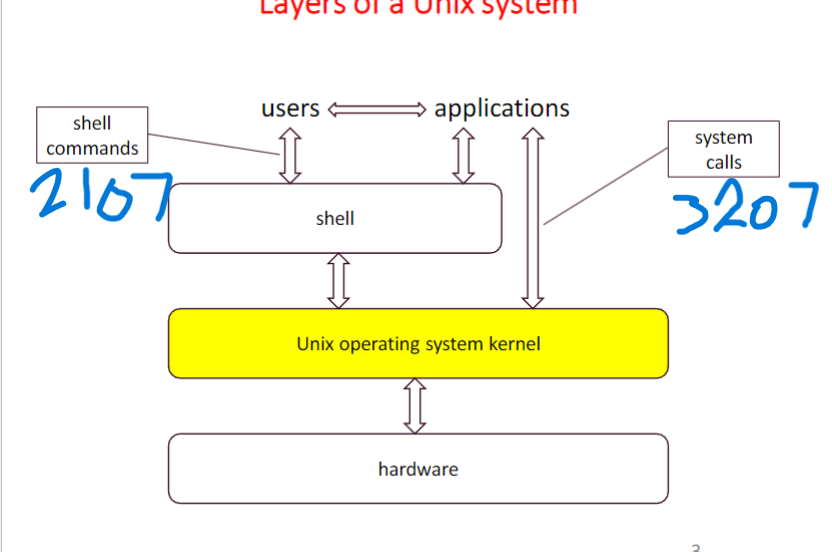 Layers of a Unix system
users applications
shell
commands
system
calls
2107
3207
shell
Unix operating system kernel
hardware
3